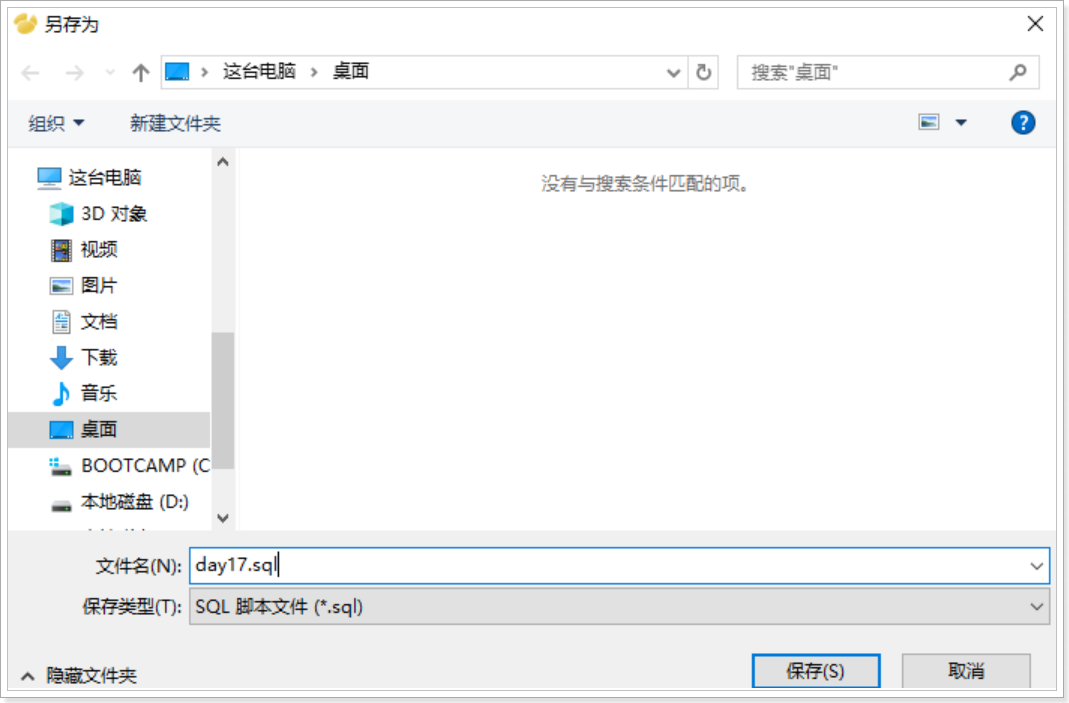 另存为
这台电脑 › 桌面
搜索"桌面"
组织
新建文件夹
?
没有与搜索条件匹配的项。
这台电脑
3D 对象
视频
图片
文档
下载
音乐
桌面
BOOTCAMP (C
本地磁盘 (D:)
文件名(N): day17.sql
保存类型(T): SQL 脚本文件 (*.sql)
隐藏文件夹
保存(S)
取消